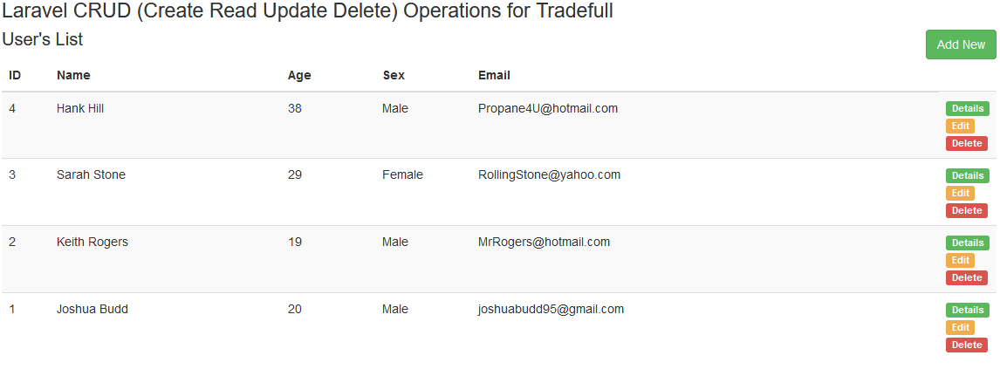 Laravel CRUD (Create Read Update Delete) Operations for Tradefull
User's List
Add New
ID Name Age Sex Email
4 Hank Hill 38 Male Propane4U@hotmail.com Details
Edit
Delete
3 Sarah Stone 29 Female RollingStone@yahoo.com Details
Edit
Delete
2 Keith Rogers 19 Male MrRogers@hotmail.com Details
Edit
Delete
1 Joshua Budd 20 Male joshuabudd95@gmail.com Details
Edit
Delete